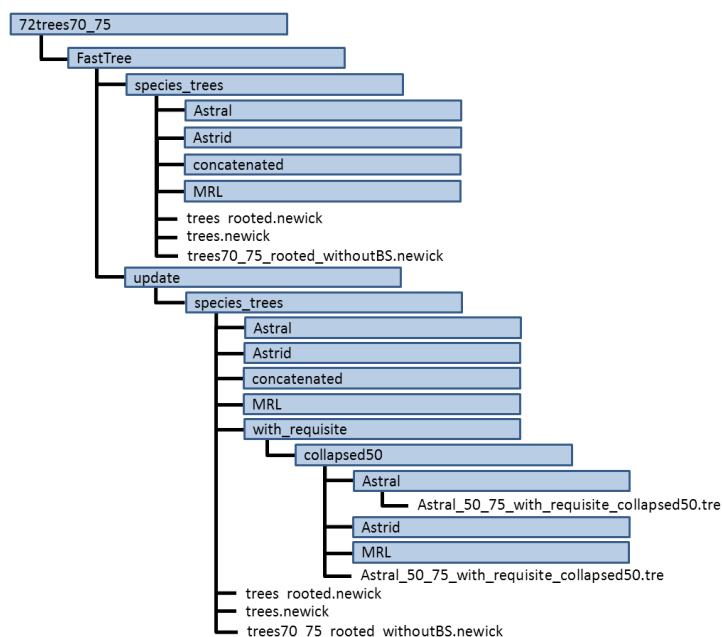 72trees70_75
FastTree
species_trees
Astral
Astrid
concatenated
MRL
trees rooted.newick
trees.newick
trees70_75_rooted_withoutBS.newick
update
species_trees
Astral
Astrid
concatenated
MRL
with_requisite
collapsed50
Astral
Astral_50_75_with_requisite_collapsed50.tre
Astrid
MRL
Astral_50_75_with_requisite_collapsed50.tre
trees rooted.newick
trees.newick
trees70 75 rooted withoutBS.newick